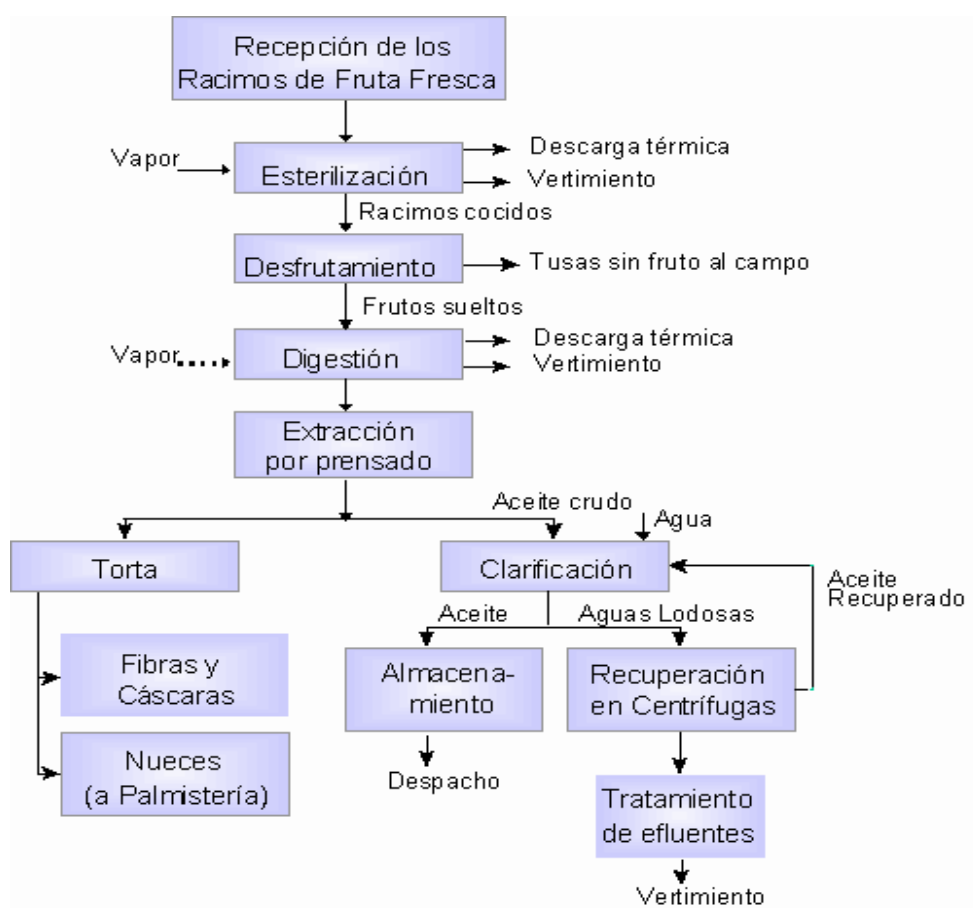 Recepción de los
Racimos de Fruta Fresca
Vapor
Esterilización
Descarga térmica
Vertimiento
Racimos cocidos
Desfrutamiento
Tusas sin fruto al campo
Frutos sueltos
Vapor
Digestión
Descarga térmica
Vertimiento
Extracción
por prensado
Aceite crudo
Agua
Torta
Clarificación
Aceite
Recuperado
Aceite
Aguas Lodosas
Fibras y
Cáscaras
Almacena-
miento
Recuperación
en Centrífugas
Nueces
(a Palmistería)
Despacho
Tratamiento
de efluentes
Vertimiento